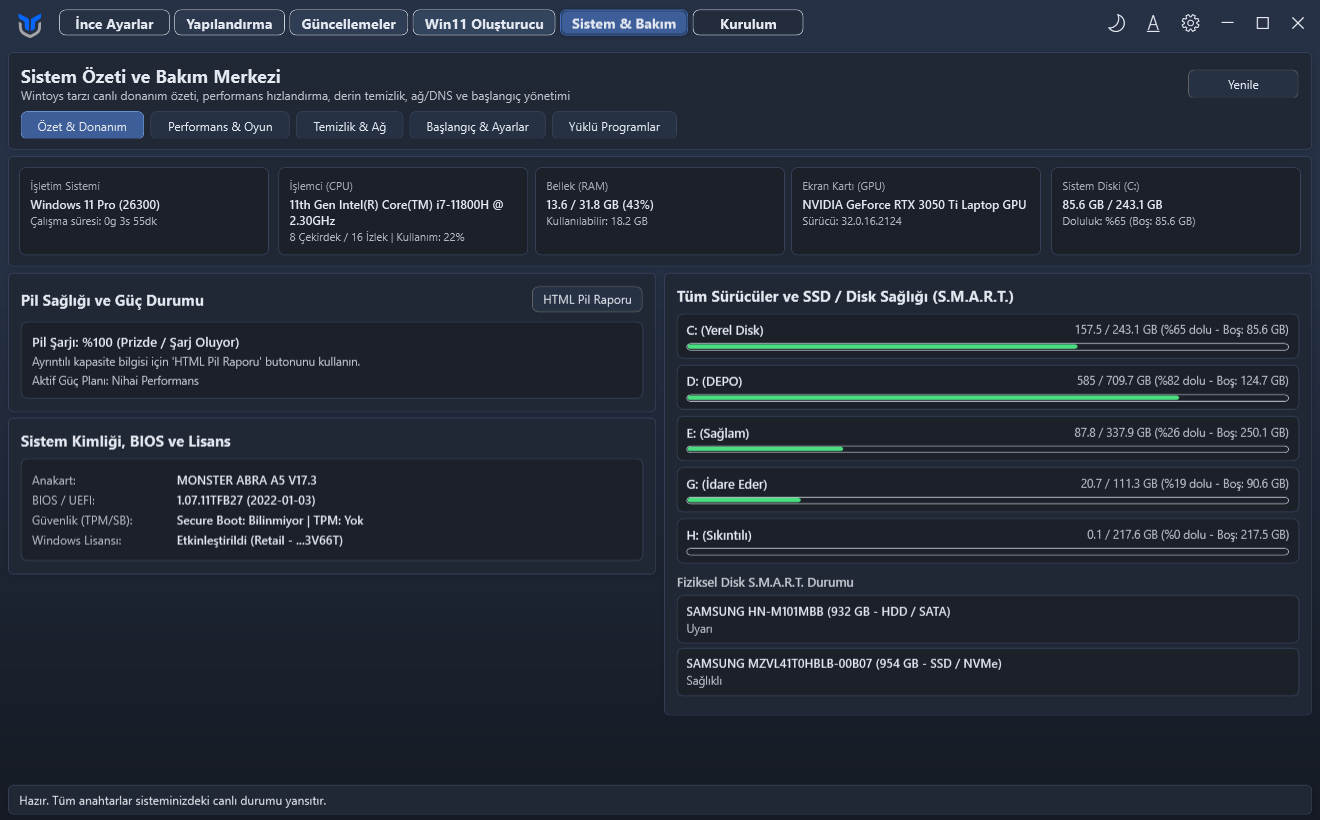 İnce Ayarlar
Yapılandırma
Güncellemeler
Win11 Oluşturucu
Sistem & Bakım
Kurulum
Sistem Özeti ve Bakım Merkezi
Wintoys tarzı canlı donanım özeti, performans hızlandırma, derin temizlik, ağ/DNS ve başlangıç yönetimi
Yenile
Özet & Donanım
Performans & Oyun
Temizlik & Ağ
Başlangıç & Ayarlar
Yüklü Programlar
İşletim Sistemi
Windows 11 Pro (26300)
Çalışma süresi: 0g 3s 55dk
İşlemci (CPU)
11th Gen Intel(R) Core(TM) i7-11800H @
2.30GHz
8 Çekirdek / 16 İzlek | Kullanım: 22%
Bellek (RAM)
13.6 / 31.8 GB (43%)
Kullanılabilir: 18.2 GB
Ekran Kartı (GPU)
NVIDIA GeForce RTX 3050 Ti Laptop GPU
Sürücü: 32.0.16.2124
Sistem Diski (C:)
85.6 GB / 243.1 GB
Doluluk: %65 (Boş: 85.6 GB)
Pil Sağlığı ve Güç Durumu
HTML Pil Raporu
Pil Şarjı: %100 (Prizde / Şarj Oluyor)
Ayrıntılı kapasite bilgisi için 'HTML Pil Raporu' butonunu kullanın.
Aktif Güç Planı: Nihai Performans
Sistem Kimliği, BIOS ve Lisans
Anakart: MONSTER ABRA A5 V17.3
BIOS / UEFI: 1.07.11TFB27 (2022-01-03)
Güvenlik (TPM/SB): Secure Boot: Bilinmiyor | TPM: Yok
Windows Lisansı: Etkinleştirildi (Retail - ...3V66T)
Tüm Sürücüler ve SSD / Disk Sağlığı (S.M.A.R.T.)
C: (Yerel Disk) 157.5 / 243.1 GB (%65 dolu - Boş: 85.6 GB)
D: (DEPO) 585 / 709.7 GB (%82 dolu - Boş: 124.7 GB)
E: (Sağlam) 87.8 / 337.9 GB (%26 dolu - Boş: 250.1 GB)
G: (İdare Eder) 20.7 / 111.3 GB (%19 dolu - Boş: 90.6 GB)
H: (Sıkıntılı) 0.1 / 217.6 GB (%0 dolu - Boş: 217.5 GB)
Fiziksel Disk S.M.A.R.T. Durumu
SAMSUNG HN-M101MBB (932 GB - HDD / SATA)
Uyarı
SAMSUNG MZVL41T0HBLB-00B07 (954 GB - SSD / NVMe)
Sağlıklı
Hazır. Tüm anahtarlar sisteminizdeki canlı durumu yansıtır.